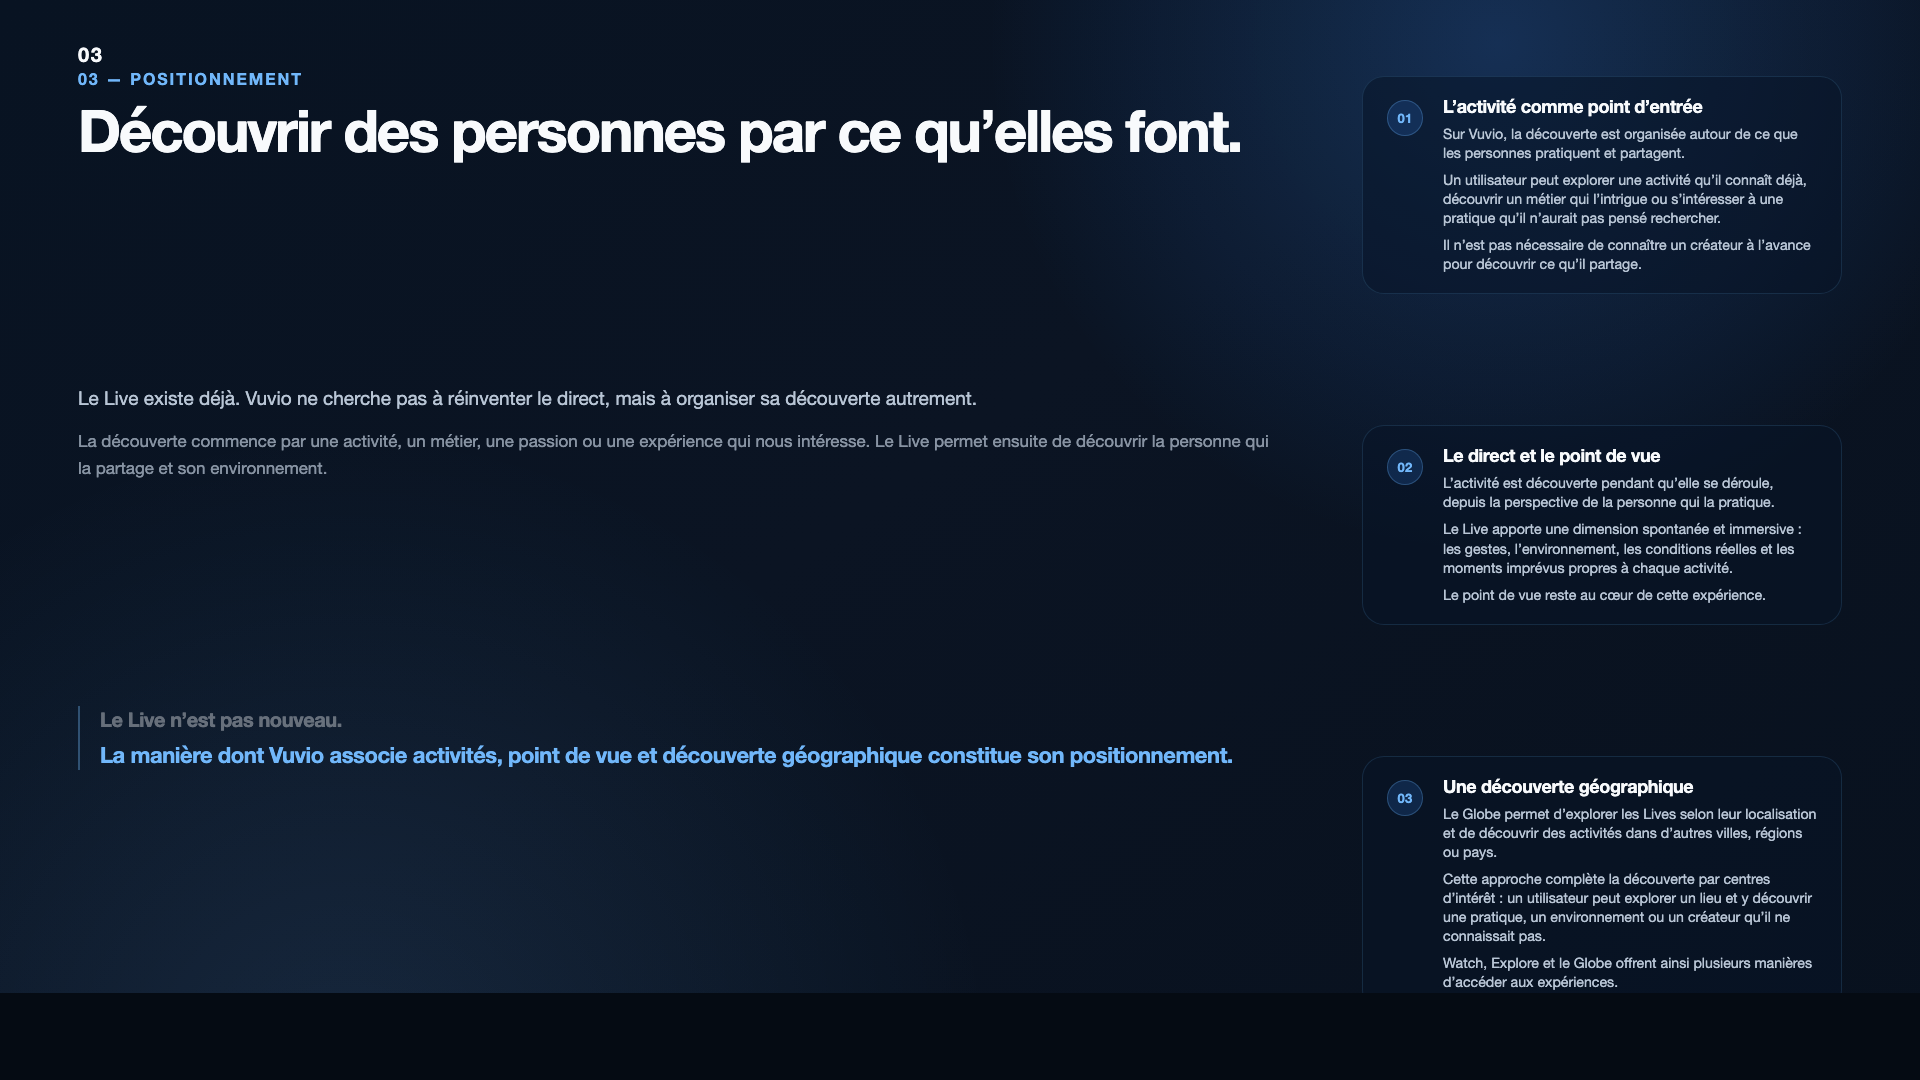 03
03 — POSITIONNEMENT
Découvrir des personnes par ce qu’elles font.
Le Live existe déjà. Vuvio ne cherche pas à réinventer le direct, mais à organiser sa découverte autrement.
La découverte commence par une activité, un métier, une passion ou une expérience qui nous intéresse. Le Live permet ensuite de découvrir la personne qui
la partage et son environnement.
Le Live n’est pas nouveau.
La manière dont Vuvio associe activités, point de vue et découverte géographique constitue son positionnement.
01
L’activité comme point d’entrée
Sur Vuvio, la découverte est organisée autour de ce que
les personnes pratiquent et partagent.
Un utilisateur peut explorer une activité qu’il connaît déjà,
découvrir un métier qui l’intrigue ou s’intéresser à une
pratique qu’il n’aurait pas pensé rechercher.
Il n’est pas nécessaire de connaître un créateur à l’avance
pour découvrir ce qu’il partage.
02
Le direct et le point de vue
L’activité est découverte pendant qu’elle se déroule,
depuis la perspective de la personne qui la pratique.
Le Live apporte une dimension spontanée et immersive :
les gestes, l’environnement, les conditions réelles et les
moments imprévus propres à chaque activité.
Le point de vue reste au cœur de cette expérience.
03
Une découverte géographique
Le Globe permet d’explorer les Lives selon leur localisation
et de découvrir des activités dans d’autres villes, régions
ou pays.
Cette approche complète la découverte par centres
d’intérêt : un utilisateur peut explorer un lieu et y découvrir
une pratique, un environnement ou un créateur qu’il ne
connaissait pas.
Watch, Explore et le Globe offrent ainsi plusieurs manières
d’accéder aux expériences.